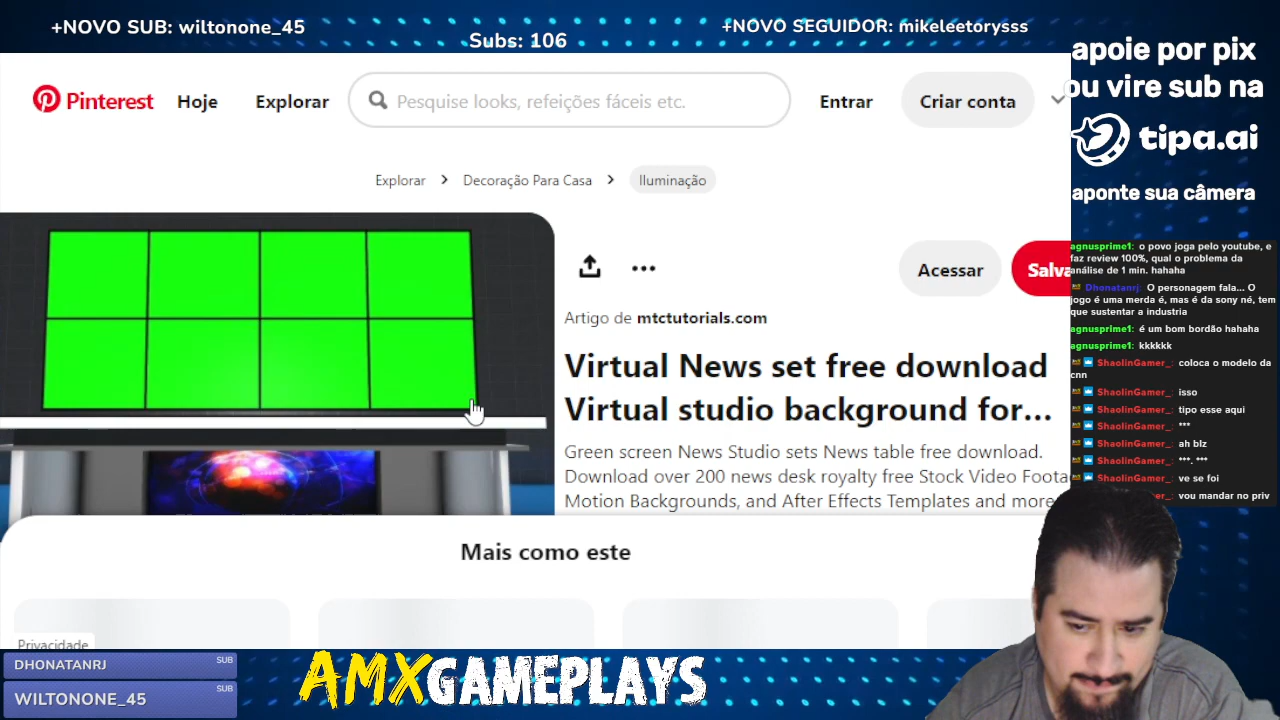 +NOVO SUB: wiltonone_45
Subs: 106
+NOVO SEGUIDOR: mikeleetorysss
apoie por pix
ou vire sub na
tipa.ai
aponte sua câmera
Pinterest
Hoje
Explorar
Pesquise looks, refeições fáceis etc.
Entrar
Criar conta
Explorar
Decoração Para Casa
Iluminação
Acessar
Salva
Artigo de mtctutorials.com
Virtual News set free download
Virtual studio background for...
Green screen News Studio sets News table free download.
Download over 200 news desk royalty free Stock Video Foota
Motion Backgrounds, and After Effects Templates and more
Mais como este
Privacidade
agnusprime1: o povo joga pelo youtube, e
faz review 100%, qual o problema da
análise de 1 min. hahaha
Dhonatanrj: O personagem fala... O
jogo é uma merda é, mas é da sony né, tem
que sustentar a industria
agnusprime1: é um bom bordão hahaha
agnusprime1: kkkkkk
ShaolinGamer_: coloca o modelo da
cnn
ShaolinGamer_: isso
ShaolinGamer_: tipo esse aqui
ShaolinGamer_: ***
ShaolinGamer_: ah blz
ShaolinGamer_: ***. ***
ShaolinGamer_: ve se foi
Gamer_: vou mandar no priv
DHONATANRJ
SUB
WILTONONE_45
SUB
AMXGAMEPLAYS